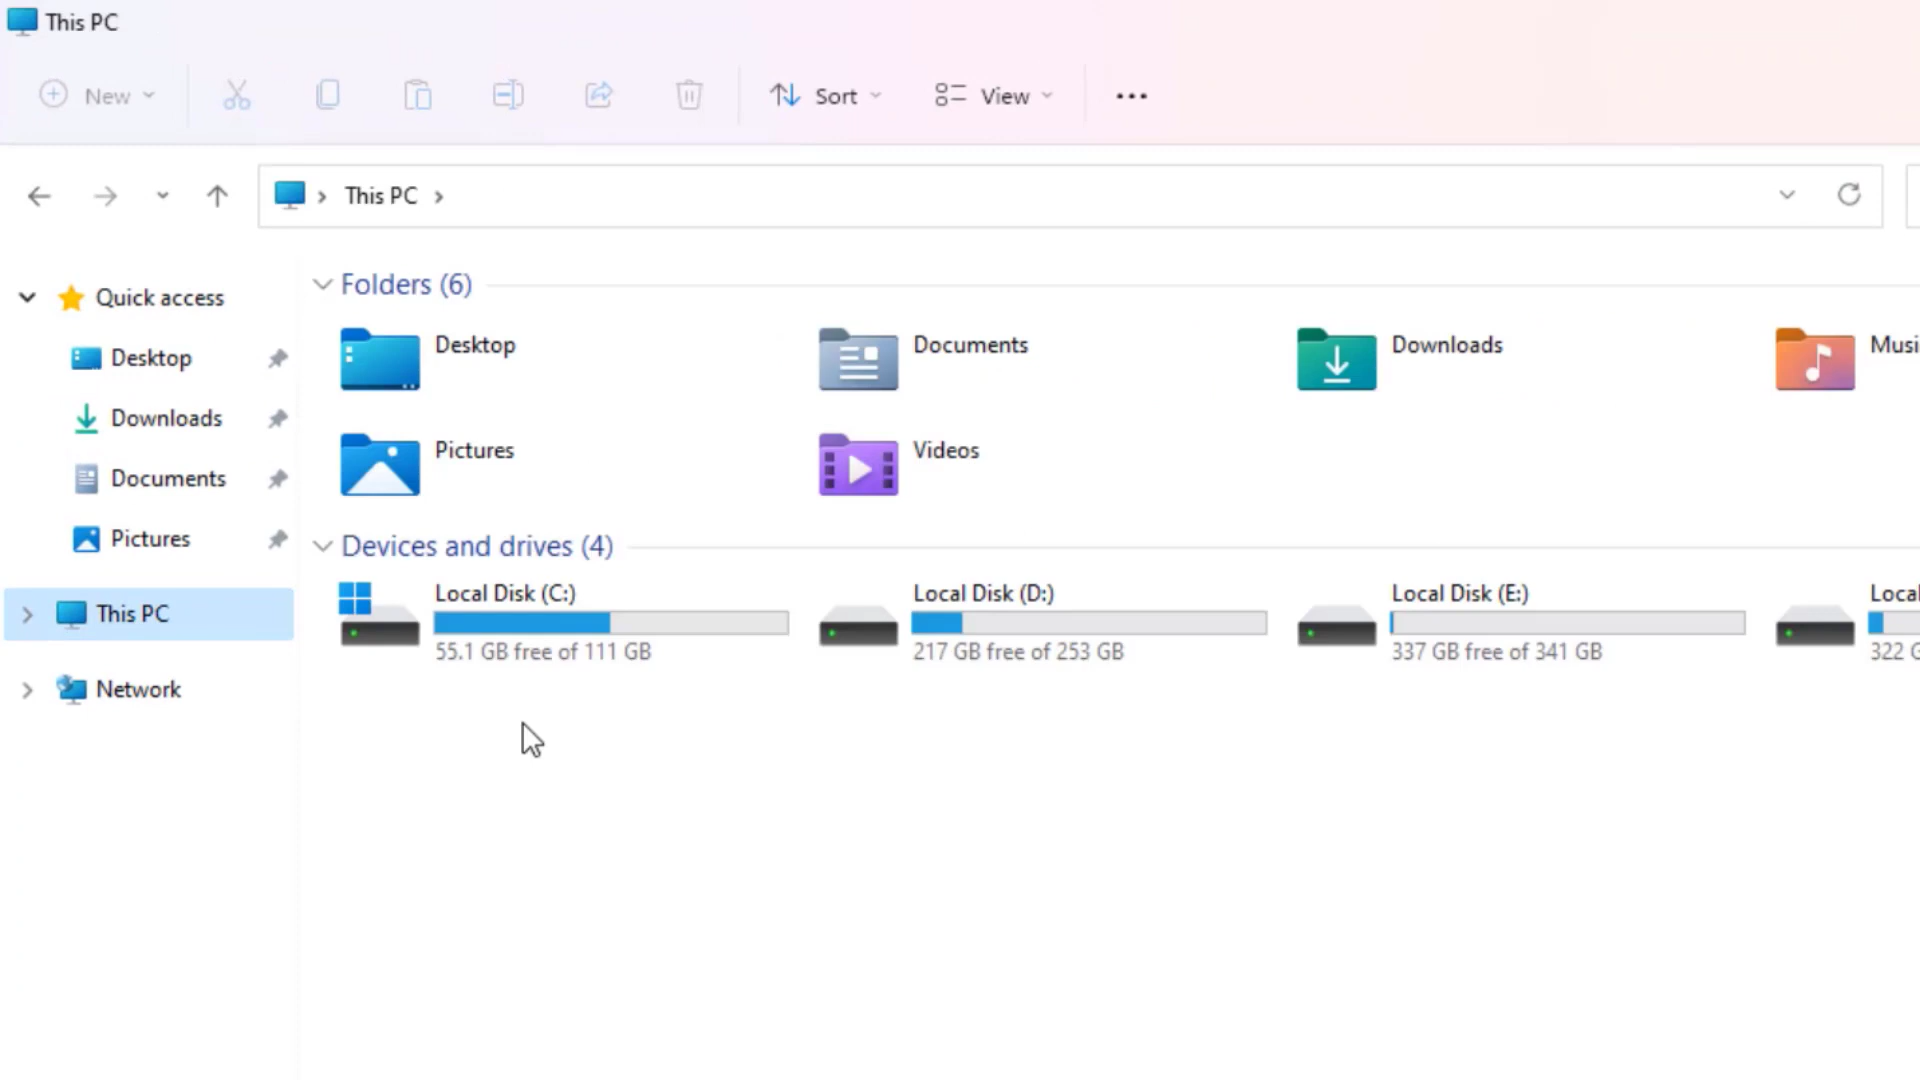 This PC
New
Sort
View
This PC
Quick access
Desktop
Downloads
Documents
Pictures
This PC
Network
Folders (6)
Desktop
Documents
Downloads
Musi
Pictures
Videos
Devices and drives (4)
Local Disk (C:)
55.1 GB free of 111 GB
Local Disk (D:)
217 GB free of 253 GB
Local Disk (E:)
337 GB free of 341 GB
Local
322 G